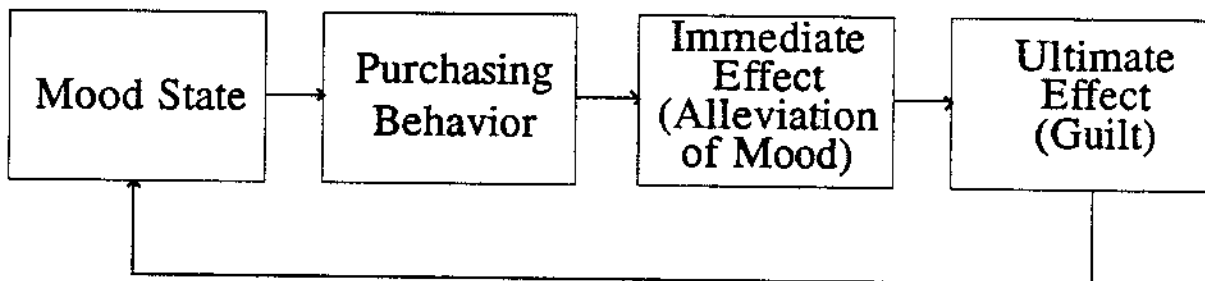 Mood State
Purchasing
Behavior
Immediate
Effect
(Alleviation
of Mood)
Ultimate
Effect
(Guilt)